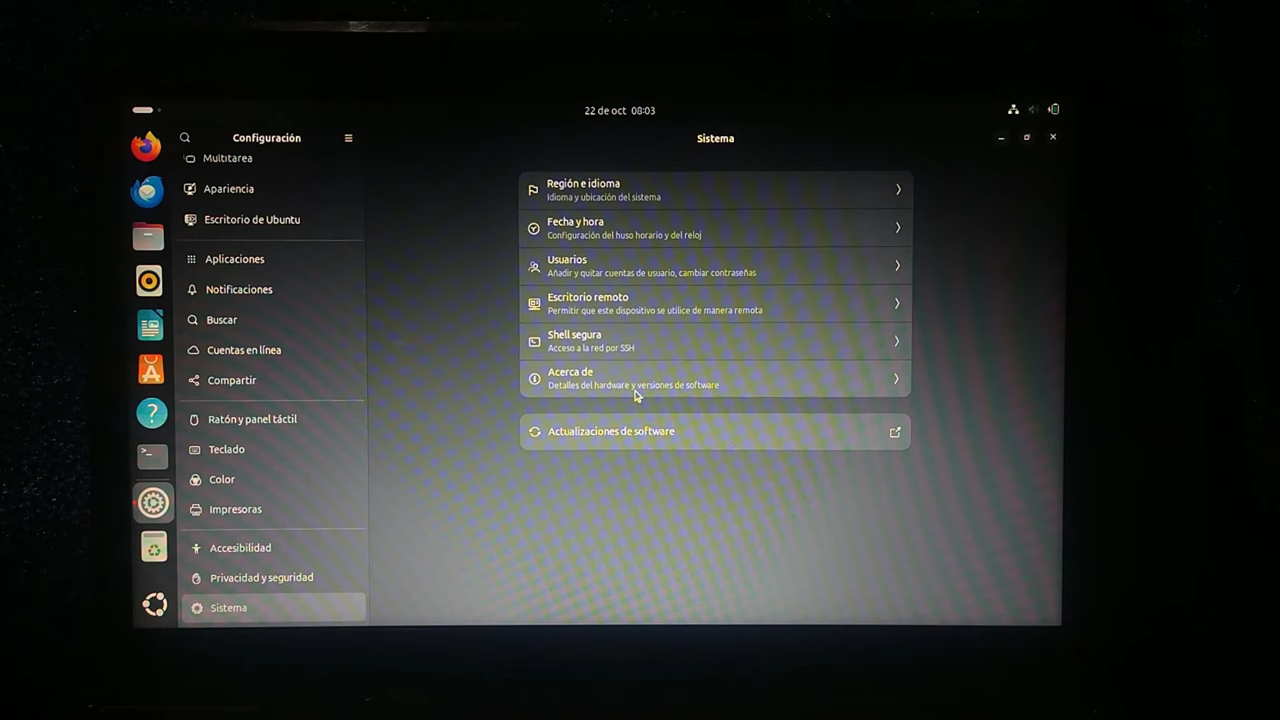 22 de oct 08:03
Configuración
Sistema
Multitarea
Apariencia
Escritorio de Ubuntu
Aplicaciones
Notificaciones
Buscar
Cuentas en línea
Compartir
Ratón y panel táctil
Teclado
Color
Impresoras
Accesibilidad
Privacidad y seguridad
Sistema
Región e idioma
Idioma y ubicación del sistema
Fecha y hora
Configuración del huso horario y del reloj
Usuarios
Añadir y quitar cuentas de usuario, cambiar contraseñas
Escritorio remoto
Permitir que este dispositivo se utilice de manera remota
Shell segura
Acceso a la red por SSH
Acerca de
Detalles del hardware y versiones de software
Actualizaciones de software